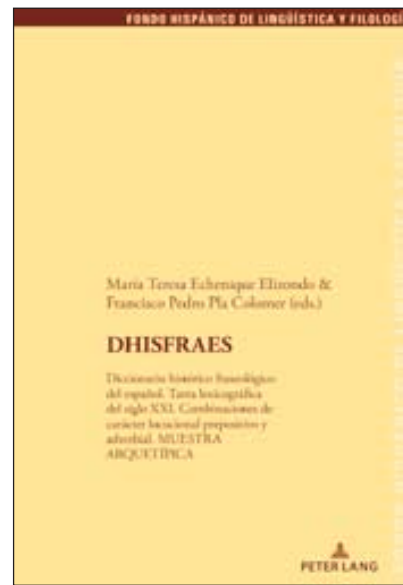 FONDO HISPÁNICO DE LINGÜÍSTICA Y FILOLOGÍ
María Teresa Echenique Elizondo &
Francisco Pedro Pla Colomer (eds.)
DHISFRAES
Diccionario histórico fraseológico
del español. Tarea lexicográfica
del siglo XXI. Combinaciones de
carácter locucional prepositivo y
adverbial. MUESTRA
ARQUETÍPICA
PETER LANG